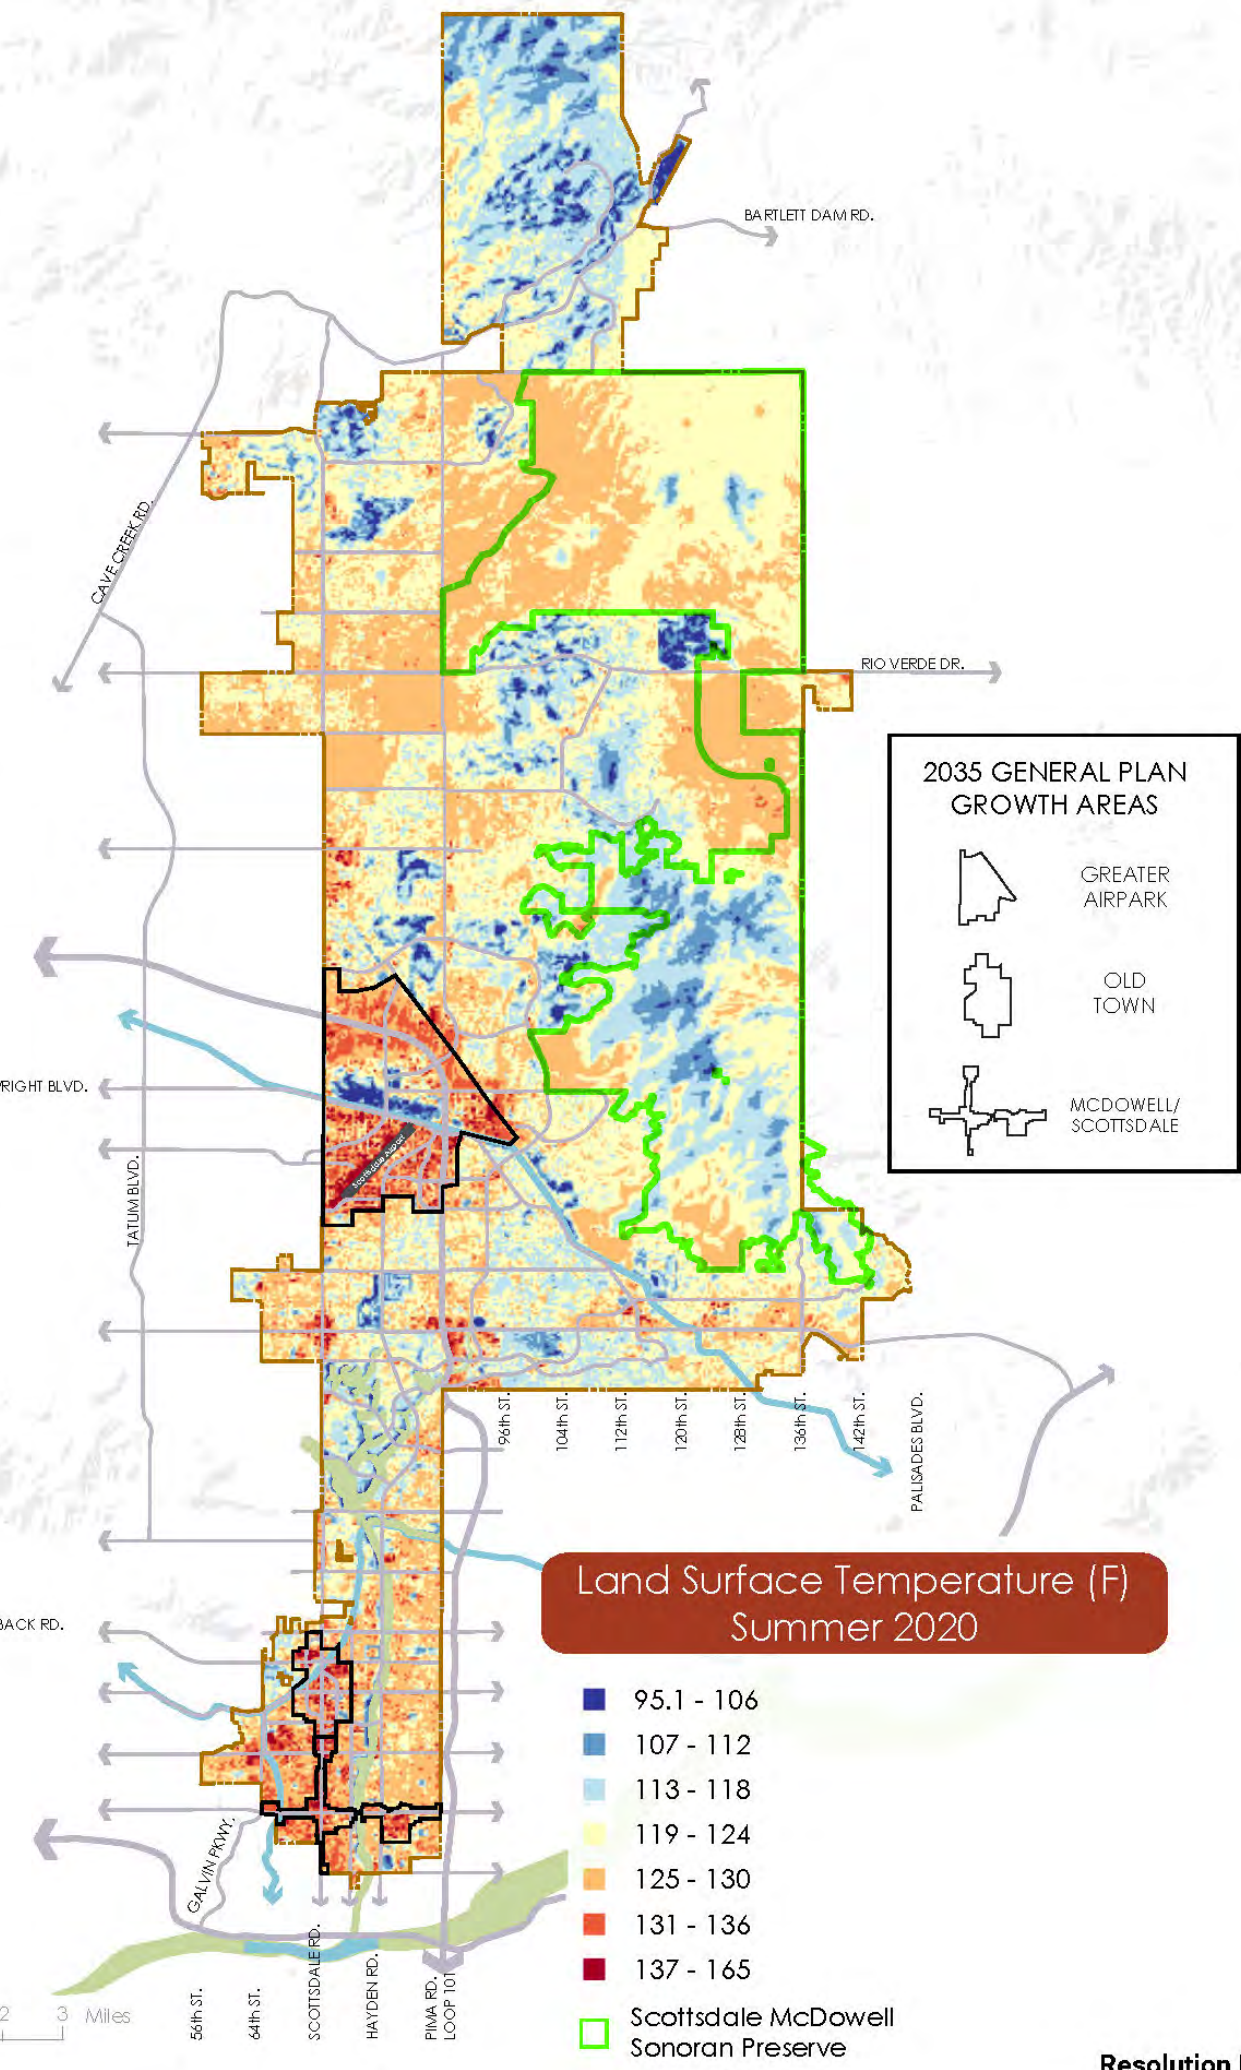 BARTLETT DAM RD.
CAVE CREEK RD.
RIO VERDE DR.
2035 GENERAL PLAN
GROWTH AREAS
GREATER
AIRPARK
OLD
TOWN
MCDOWELL/
SCOTTSDALE
RIGHT BLVD.
Scottsdale Airport
TATUM BLVD.
96th ST.
104th ST.
112th ST.
120th ST.
128th ST.
136th ST.
142th ST.
PALISADES BLVD.
Land Surface Temperature (F)
Summer 2020
BACK RD.
95.1 - 106
107 - 112
113 - 118
119 - 124
125 - 130
131 - 136
137 - 165
GALVIN PKWY.
Scottsdale McDowell
Sonoran Preserve
2 3 Miles
56th ST.
64th ST.
SCOTTSDALE RD.
HAYDEN RD.
PIMA RD.
LOOP 101
Resolution